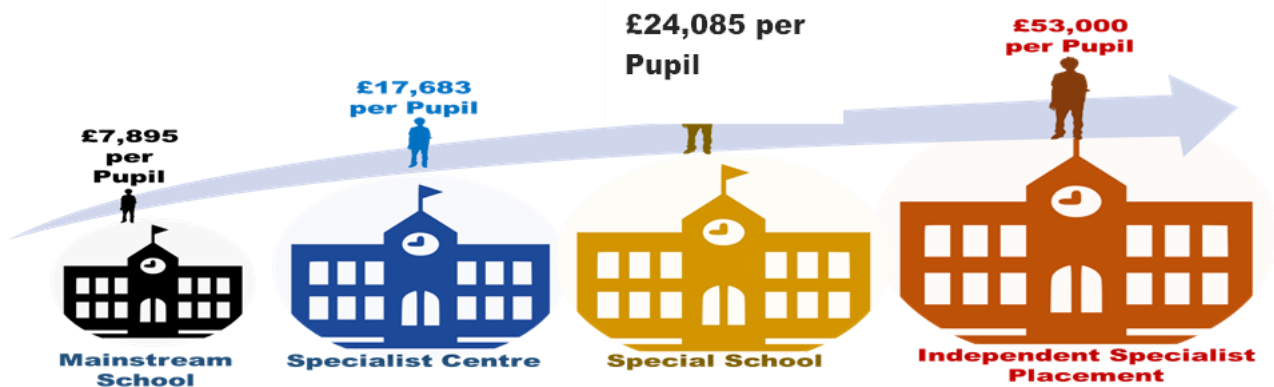 £7,895
per
Pupil
Mainstream
School
£17,683
per Pupil
Specialist Centre
£24,085 per
Pupil
Special School
£53,000
per Pupil
Independent Specialist
Placement